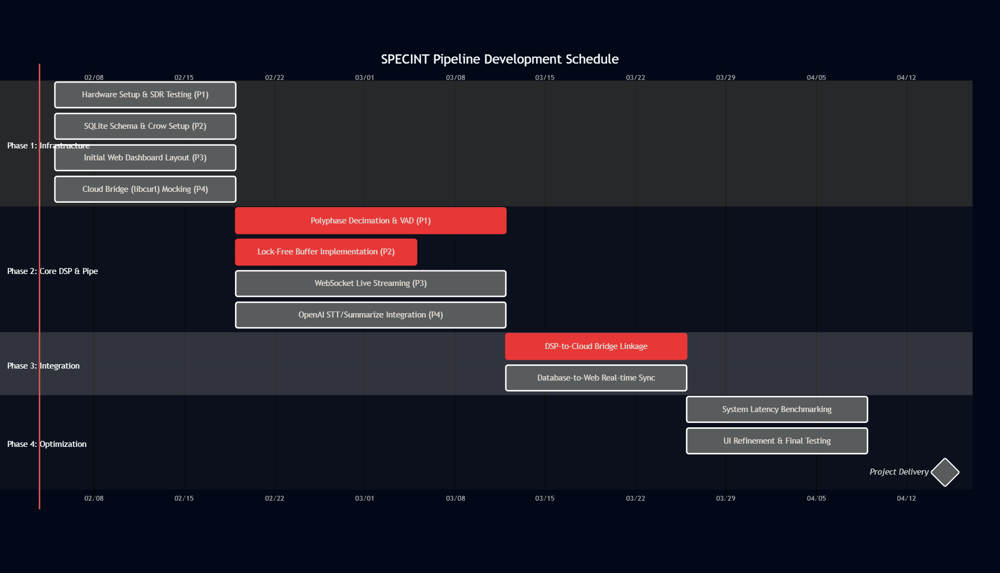 SPECINT Pipeline Development Schedule
02/08 02/15 02/22 03/01 03/08 03/15 03/22 03/29 04/05 04/12
Phase 1: Infrastructure
Hardware Setup & SDR Testing (P1)
SQLite Schema & Crow Setup (P2)
Initial Web Dashboard Layout (P3)
Cloud Bridge (libcurl) Mocking (P4)
Phase 2: Core DSP & Pipe
Polyphase Decimation & VAD (P1)
Lock-Free Buffer Implementation (P2)
WebSocket Live Streaming (P3)
OpenAI STT/Summarize Integration (P4)
Phase 3: Integration
DSP-to-Cloud Bridge Linkage
Database-to-Web Real-time Sync
Phase 4: Optimization
System Latency Benchmarking
UI Refinement & Final Testing
Project Delivery
02/08 02/15 02/22 03/01 03/08 03/15 03/22 03/29 04/05 04/12